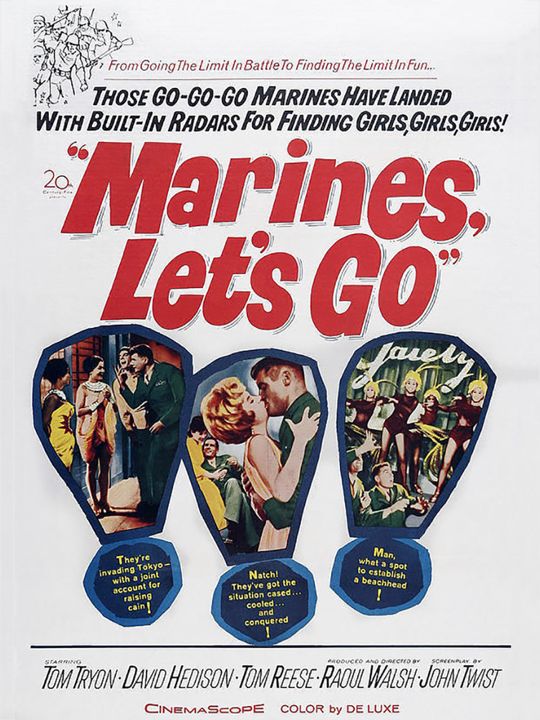 From Going The Limit In Battle To Finding The Limit In Fun...
THOSE GO-GO-GO MARINES HAVE LANDED
WITH BUILT-IN RADARS FOR FINDING GIRLS, GIRLS, GIRLS!
20th
Century-Fox
presents
"MARINES,
LET'S GO"
gaiety
They're
invading Tokyo—
with a joint
account for
raising
cain!
Natch!
They've got the
situation cased...
cooled...
and
conquered
!
Man,
what a spot
to establish
a beachhead
!
STARRING
TOM TRYON · DAVID HEDISON · TOM REESE · 
PRODUCED AND DIRECTED BY
RAOUL WALSH · 
SCREENPLAY BY
JOHN TWIST
CINEMASCOPE COLOR by DE LUXE